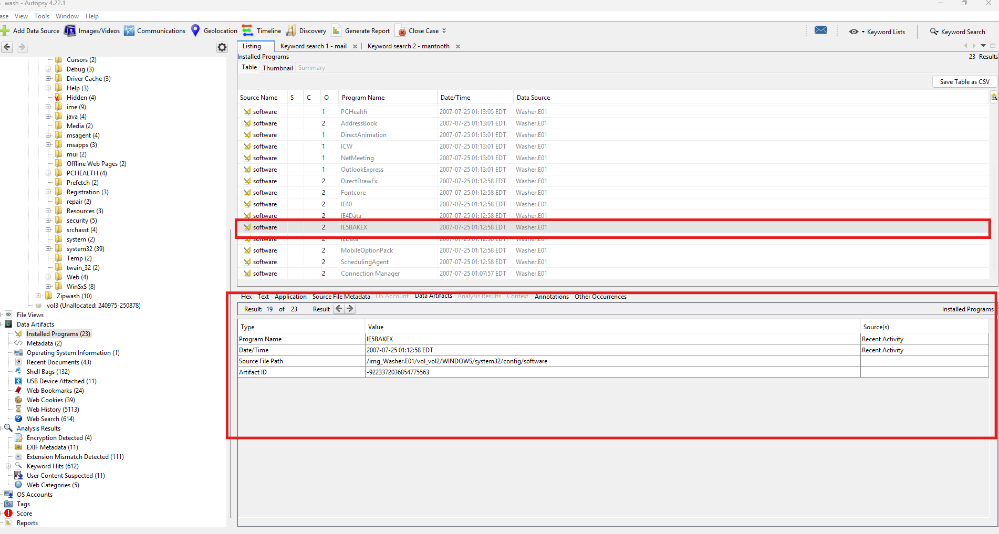 wash - Autopsy 4.22.1
ase View Tools Window Help
Add Data Source Images/Videos Communications Geolocation Timeline Discovery Generate Report Close Case Keyword Lists Keyword Search
Listing Keyword search 1 - mail × Keyword search 2 - mantooth ×
Installed Programs 23 Results
Table Thumbnail Summary
Save Table as CSV
Source Name S C O Program Name Date/Time Data Source
software 1 PCHealth 2007-07-25 01:13:05 EDT Washer.E01
software 2 AddressBook 2007-07-25 01:13:01 EDT Washer.E01
software 1 DirectAnimation 2007-07-25 01:13:01 EDT Washer.E01
software 1 ICW 2007-07-25 01:13:01 EDT Washer.E01
software 1 NetMeeting 2007-07-25 01:13:01 EDT Washer.E01
software 1 OutlookExpress 2007-07-25 01:13:01 EDT Washer.E01
software 2 DirectDrawEx 2007-07-25 01:12:58 EDT Washer.E01
software 2 Fontcore 2007-07-25 01:12:58 EDT Washer.E01
software 2 IE40 2007-07-25 01:12:58 EDT Washer.E01
software 2 IE4Data 2007-07-25 01:12:58 EDT Washer.E01
software 2 IE5BAKEX 2007-07-25 01:12:58 EDT Washer.E01
software 2 IEData 2007-07-25 01:12:58 EDT Washer.E01
software 2 MobileOptionPack 2007-07-25 01:12:58 EDT Washer.E01
software 2 SchedulingAgent 2007-07-25 01:12:58 EDT Washer.E01
software 2 Connection Manager 2007-07-25 01:07:57 EDT Washer.E01
Hex Text Application Source File Metadata OS Account Data Artifacts Analysis Results Context Annotations Other Occurrences
Result: 19 of 23 Result Installed Programs
Type Value Source(s)
Program Name IE5BAKEX Recent Activity
Date/Time 2007-07-25 01:12:58 EDT Recent Activity
Source File Path /img_Washer.E01/vol_vol2/WINDOWS/system32/config/software
Artifact ID -9223372036854775563
Cursors (2)
Debug (3)
Driver Cache (3)
Help (3)
Hidden (4)
ime (9)
java (4)
Media (2)
msagent (4)
msapps (3)
mui (2)
Offline Web Pages (2)
PCHEALTH (4)
Prefetch (2)
Registration (3)
repair (2)
Resources (3)
security (5)
srchasst (4)
system (2)
system32 (39)
Temp (2)
twain_32 (2)
Web (4)
WinSxS (8)
Zipwash (10)
vol3 (Unallocated: 240975-250878)
File Views
Data Artifacts
Installed Programs (23)
Metadata (2)
Operating System Information (1)
Recent Documents (43)
Shell Bags (132)
USB Device Attached (11)
Web Bookmarks (24)
Web Cookies (39)
Web History (5113)
Web Search (614)
Analysis Results
Encryption Detected (4)
EXIF Metadata (11)
Extension Mismatch Detected (111)
Keyword Hits (612)
User Content Suspected (11)
Web Categories (5)
OS Accounts
Tags
Score
Reports